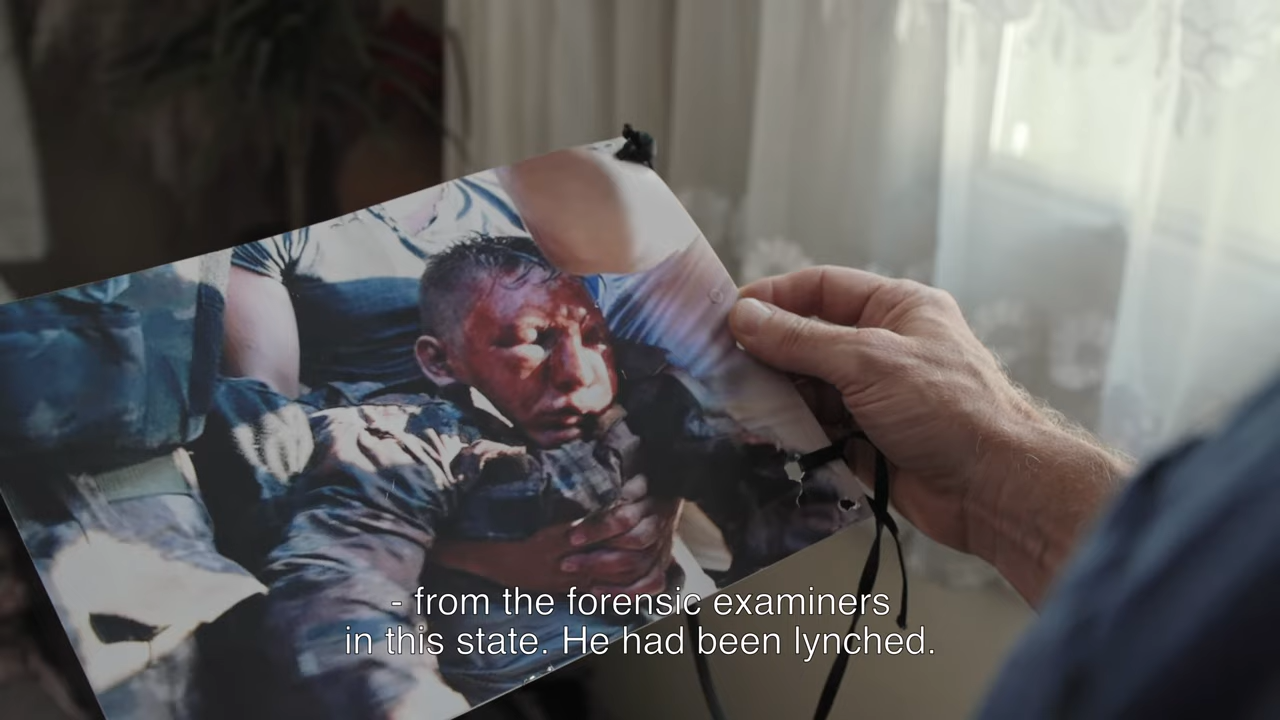 - from the forensic examiners
in this state. He had been lynched.